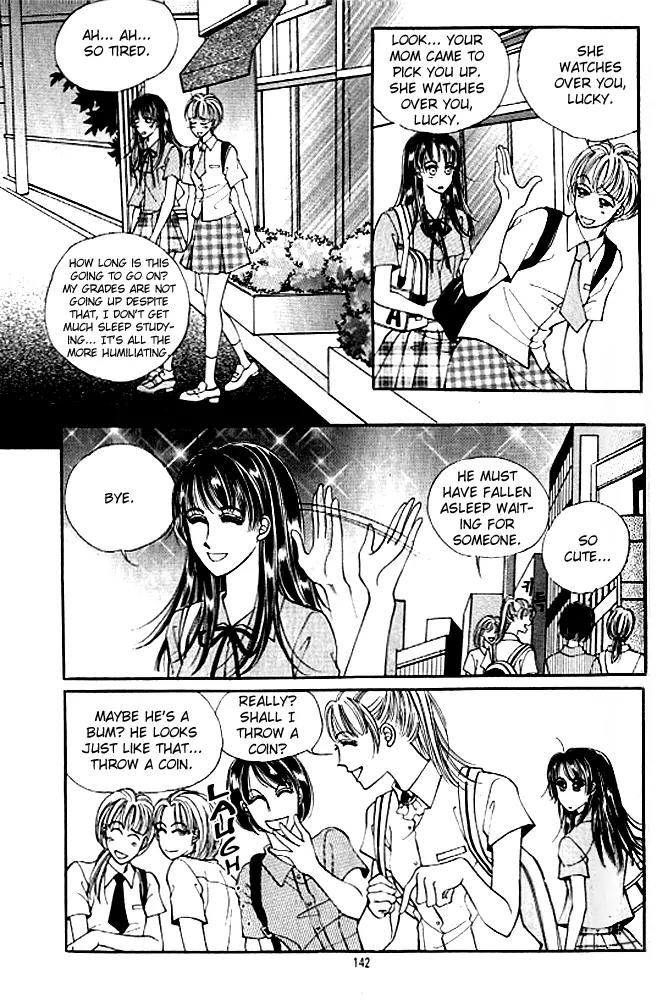 AH... AH...
SO TIRED.
HOW LONG IS THIS
GOING TO GO ON?
MY GRADES ARE NOT
GOING UP DESPITE
THAT, I DON'T GET
MUCH SLEEP STUDY-
ING... IT'S ALL THE
MORE HUMILIATING.
LOOK... YOUR
MOM CAME TO
PICK YOU UP.
SHE WATCHES
OVER YOU,
LUCKY.
SHE
WATCHES
OVER YOU,
LUCKY.
A
BYE.
HE MUST
HAVE FALLEN
ASLEEP WAIT-
ING FOR
SOMEONE.
SO
CUTE...
MAYBE HE'S A
BUM? HE LOOKS
JUST LIKE THAT...
THROW A COIN.
REALLY?
SHALL I
THROW A
COIN?
LAUGH
142